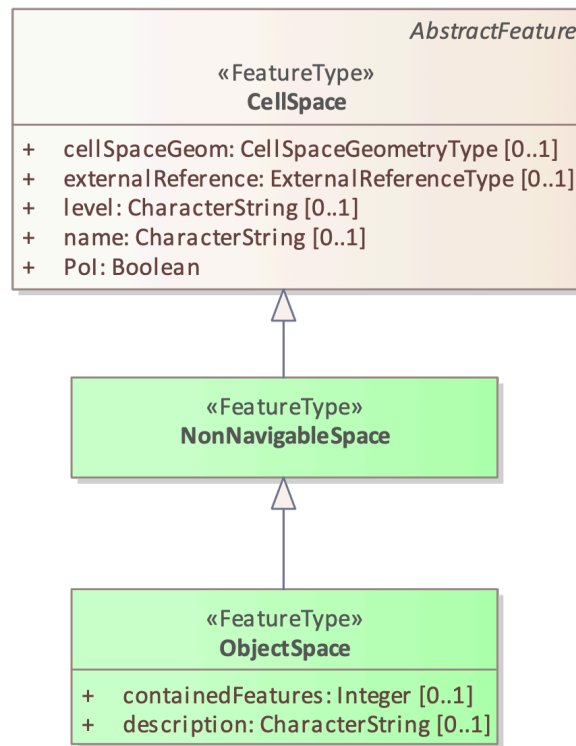 AbstractFeature
«FeatureType»
CellSpace
+ cellSpaceGeom: CellSpaceGeometryType [0..1]
+ externalReference: ExternalReferenceType [0..1]
+ level: CharacterString [0..1]
+ name: CharacterString [0..1]
+ PoI: Boolean
«FeatureType»
NonNavigableSpace
«FeatureType»
ObjectSpace
+ containedFeatures: Integer [0..1]
+ description: CharacterString [0..1]